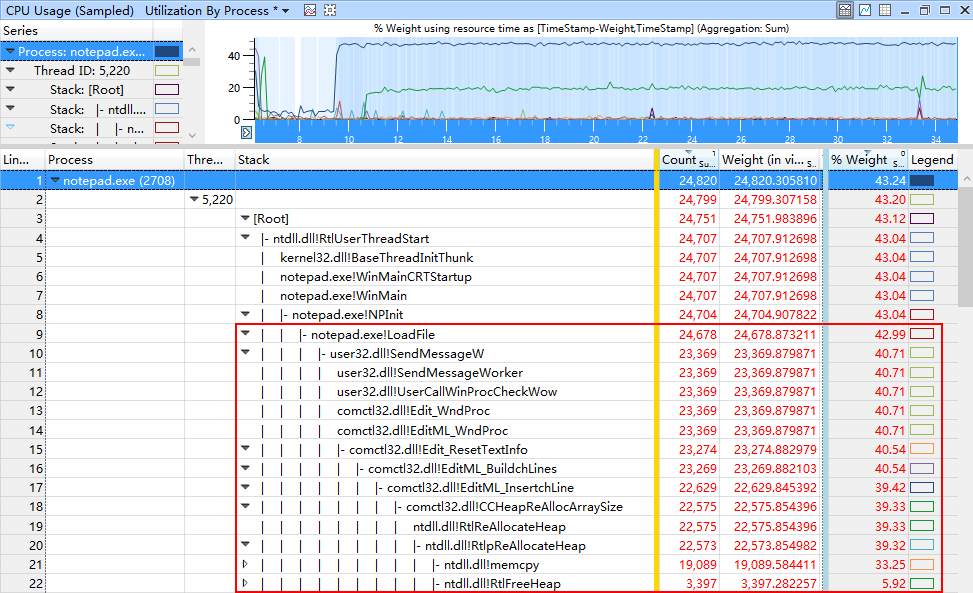 CPU Usage (Sampled) Utilization By Process *
Series
Process: notepad.ex...
Thread ID: 5,220
Stack: [Root]
Stack: |- ntdll....
Stack: | |- n...
% Weight using resource time as [TimeStamp-Weight,TimeStamp] (Aggregation: Sum)
40
20
0
8 10 12 14 16 18 20 22 24 26 28 30 32 34
Lin... Process Thre... Stack Count Su... 1 Weight (in vi... s.. % Weight s... 0 Legend
1 notepad.exe (2708) 24,820 24,820.305810 43.24
2 5,220 24,799 24,799.307158 43.20
3 [Root] 24,751 24,751.983896 43.12
4 |- ntdll.dll!RtlUserThreadStart 24,707 24,707.912698 43.04
5 | kernel32.dll!BaseThreadInitThunk 24,707 24,707.912698 43.04
6 | notepad.exe!WinMainCRTStartup 24,707 24,707.912698 43.04
7 | notepad.exe!WinMain 24,707 24,707.912698 43.04
8 | |- notepad.exe!NPInit 24,704 24,704.907822 43.04
9 | | |- notepad.exe!LoadFile 24,678 24,678.873211 42.99
10 | | | |- user32.dll!SendMessageW 23,369 23,369.879871 40.71
11 | | | | user32.dll!SendMessageWorker 23,369 23,369.879871 40.71
12 | | | | user32.dll!UserCallWinProcCheckWow 23,369 23,369.879871 40.71
13 | | | | comctl32.dll!Edit_WndProc 23,369 23,369.879871 40.71
14 | | | | comctl32.dll!EditML_WndProc 23,369 23,369.879871 40.71
15 | | | | |- comctl32.dll!Edit_ResetTextInfo 23,274 23,274.882979 40.54
16 | | | | | |- comctl32.dll!EditML_BuildchLines 23,269 23,269.882103 40.54
17 | | | | | | |- comctl32.dll!EditML_InsertchLine 22,629 22,629.845392 39.42
18 | | | | | | | |- comctl32.dll!CCHeapReAllocArraySize 22,575 22,575.854396 39.33
19 | | | | | | | | ntdll.dll!RtlReAllocateHeap 22,575 22,575.854396 39.33
20 | | | | | | | | |- ntdll.dll!RtlpReAllocateHeap 22,573 22,573.854982 39.32
21 | | | | | | | | | |- ntdll.dll!memcpy 19,089 19,089.584411 33.25
22 | | | | | | | | | |- ntdll.dll!RtlFreeHeap 3,397 3,397.282257 5.92